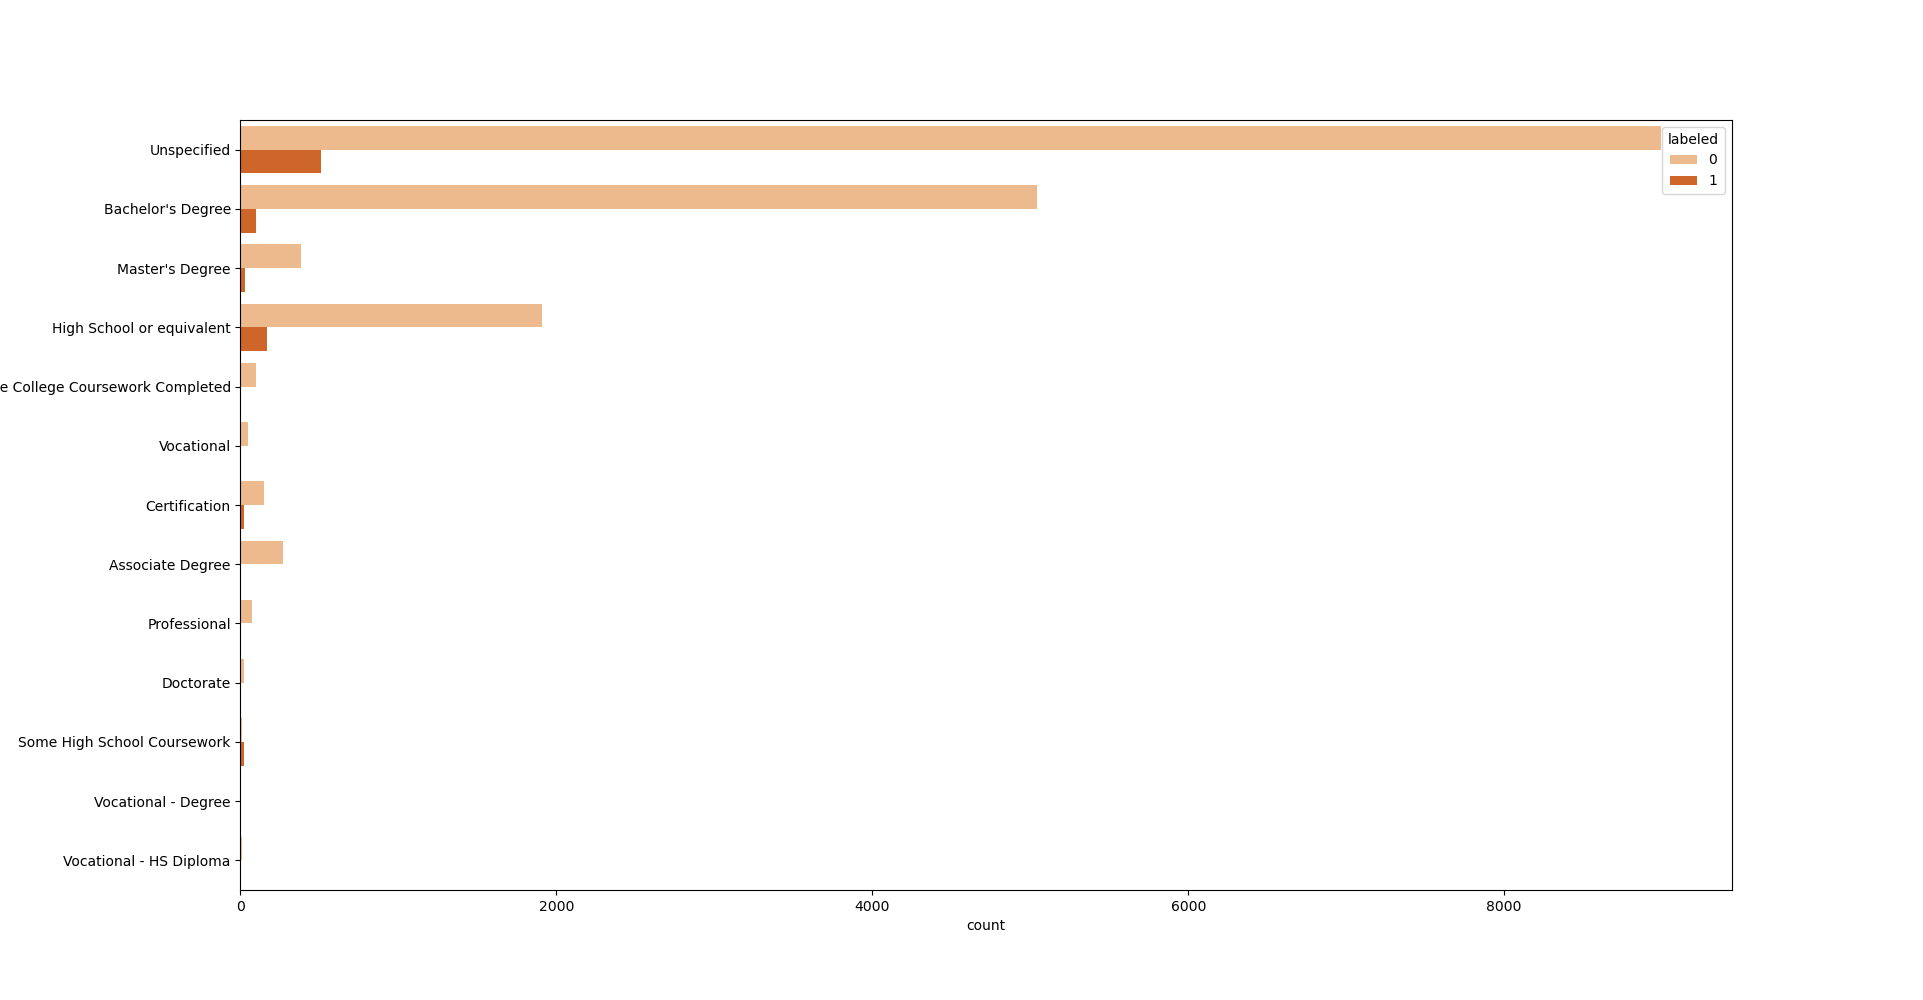 Unspecified
labeled
0
1
Bachelor's Degree
Master's Degree
High School or equivalent
e College Coursework Completed
Vocational
Certification
Associate Degree
Professional
Doctorate
Some High School Coursework
Vocational - Degree
Vocational - HS Diploma
0 2000 4000 6000 8000
count